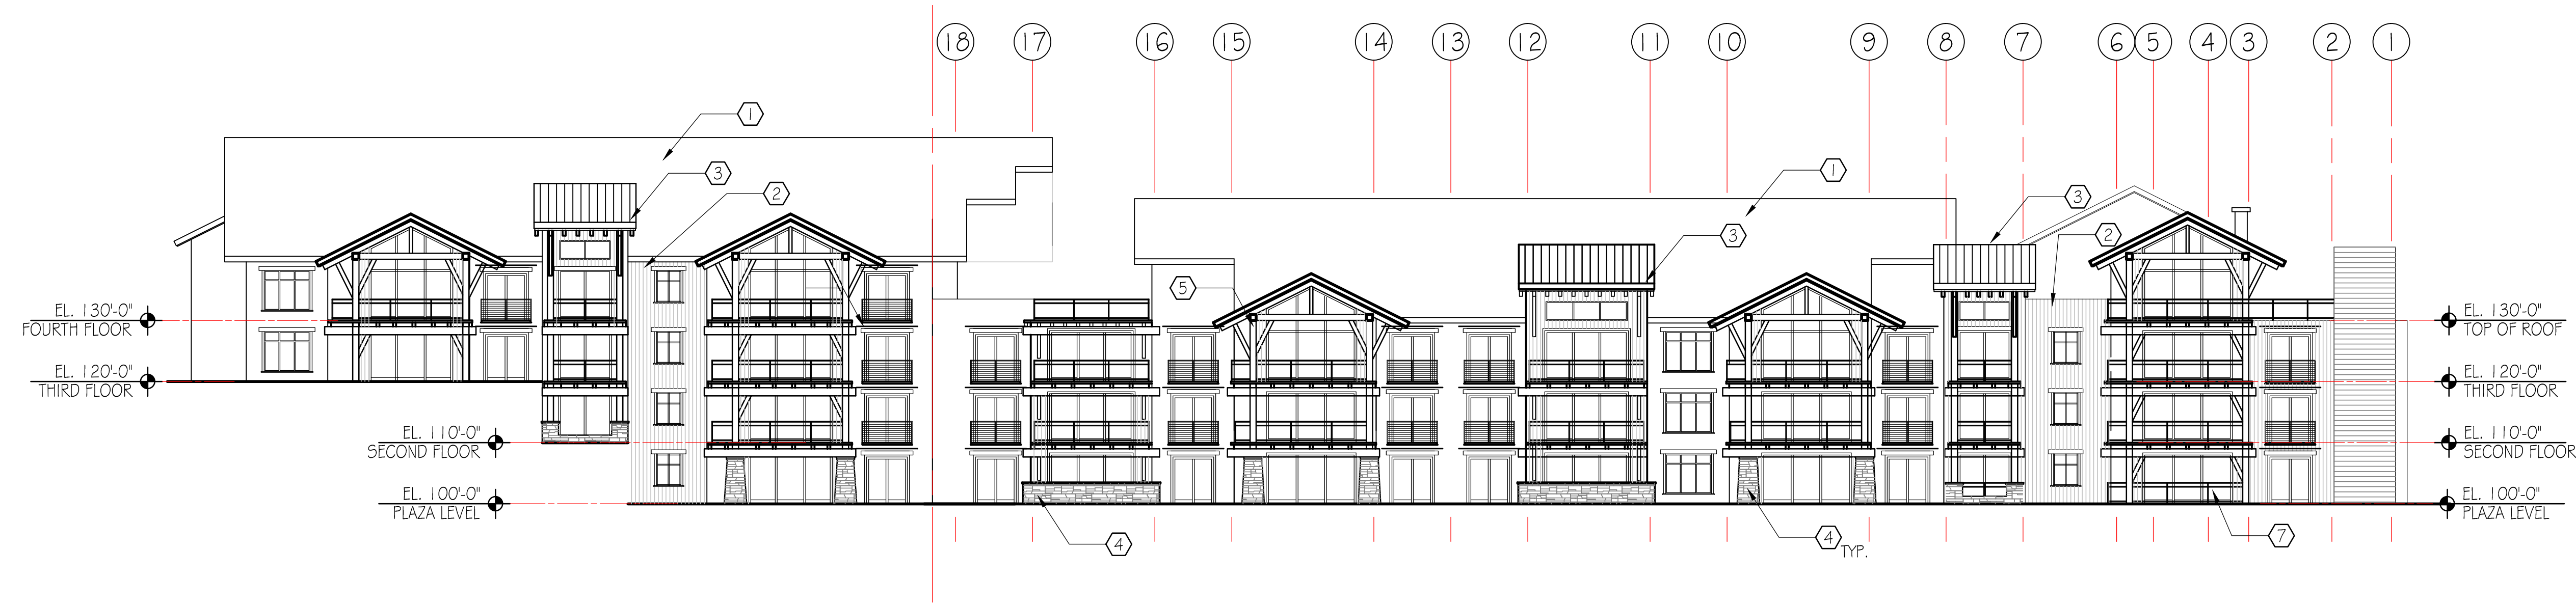 18 17 16 15 14 13 12 11 10 9 8 7 6 5 4 3 2 1
1
3
2
1
3
3
2
5
EL. 130'-0"
FOURTH FLOOR
EL. 120'-0"
THIRD FLOOR
EL. 110'-0"
SECOND FLOOR
EL. 100'-0"
PLAZA LEVEL
EL. 130'-0"
TOP OF ROOF
EL. 120'-0"
THIRD FLOOR
EL. 110'-0"
SECOND FLOOR
EL. 100'-0"
PLAZA LEVEL
4
4 TYP.
7